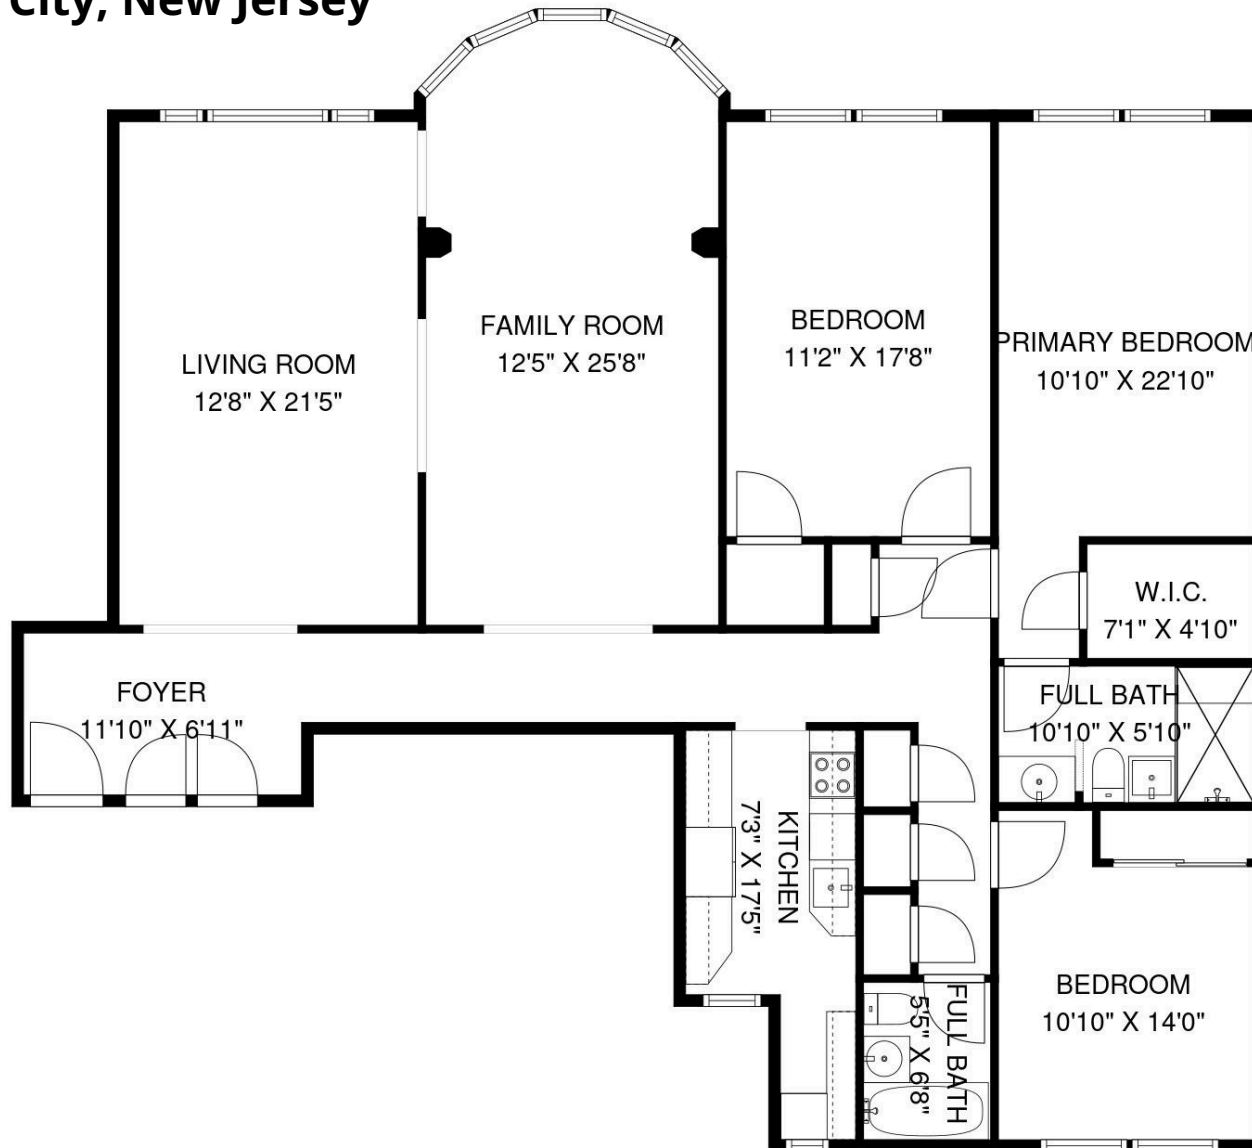 City, New Jersey
LIVING ROOM
12'8" X 21'5"
FAMILY ROOM
12'5" X 25'8"
BEDROOM
11'2" X 17'8"
PRIMARY BEDROOM
10'10" X 22'10"
W.I.C.
7'1" X 4'10"
FOYER
11'10" X 6'11"
FULL BATH
10'10" X 5'10"
KITCHEN
7'3" X 17'5"
FULL BATH
5'5" X 6'8"
BEDROOM
10'10" X 14'0"